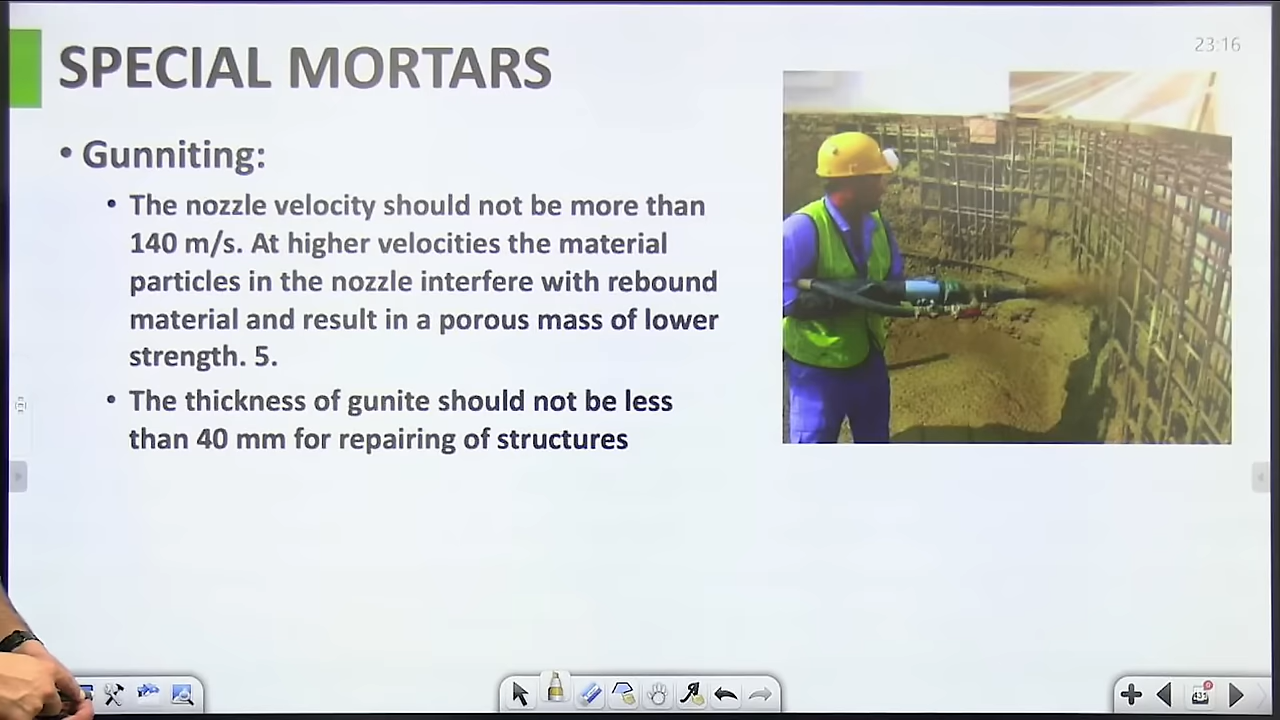 SPECIAL MORTARS
23:16
• Gunniting:
• The nozzle velocity should not be more than
140 m/s. At higher velocities the material
particles in the nozzle interfere with rebound
material and result in a porous mass of lower
strength. 5.
• The thickness of gunite should not be less
than 40 mm for repairing of structures